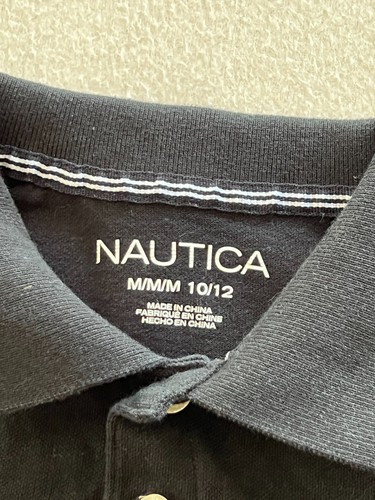 NAUTICA
M/M/M 10/12
MADE IN CHINA
FABRIQUÉ EN CHINE
HECHO EN CHINA